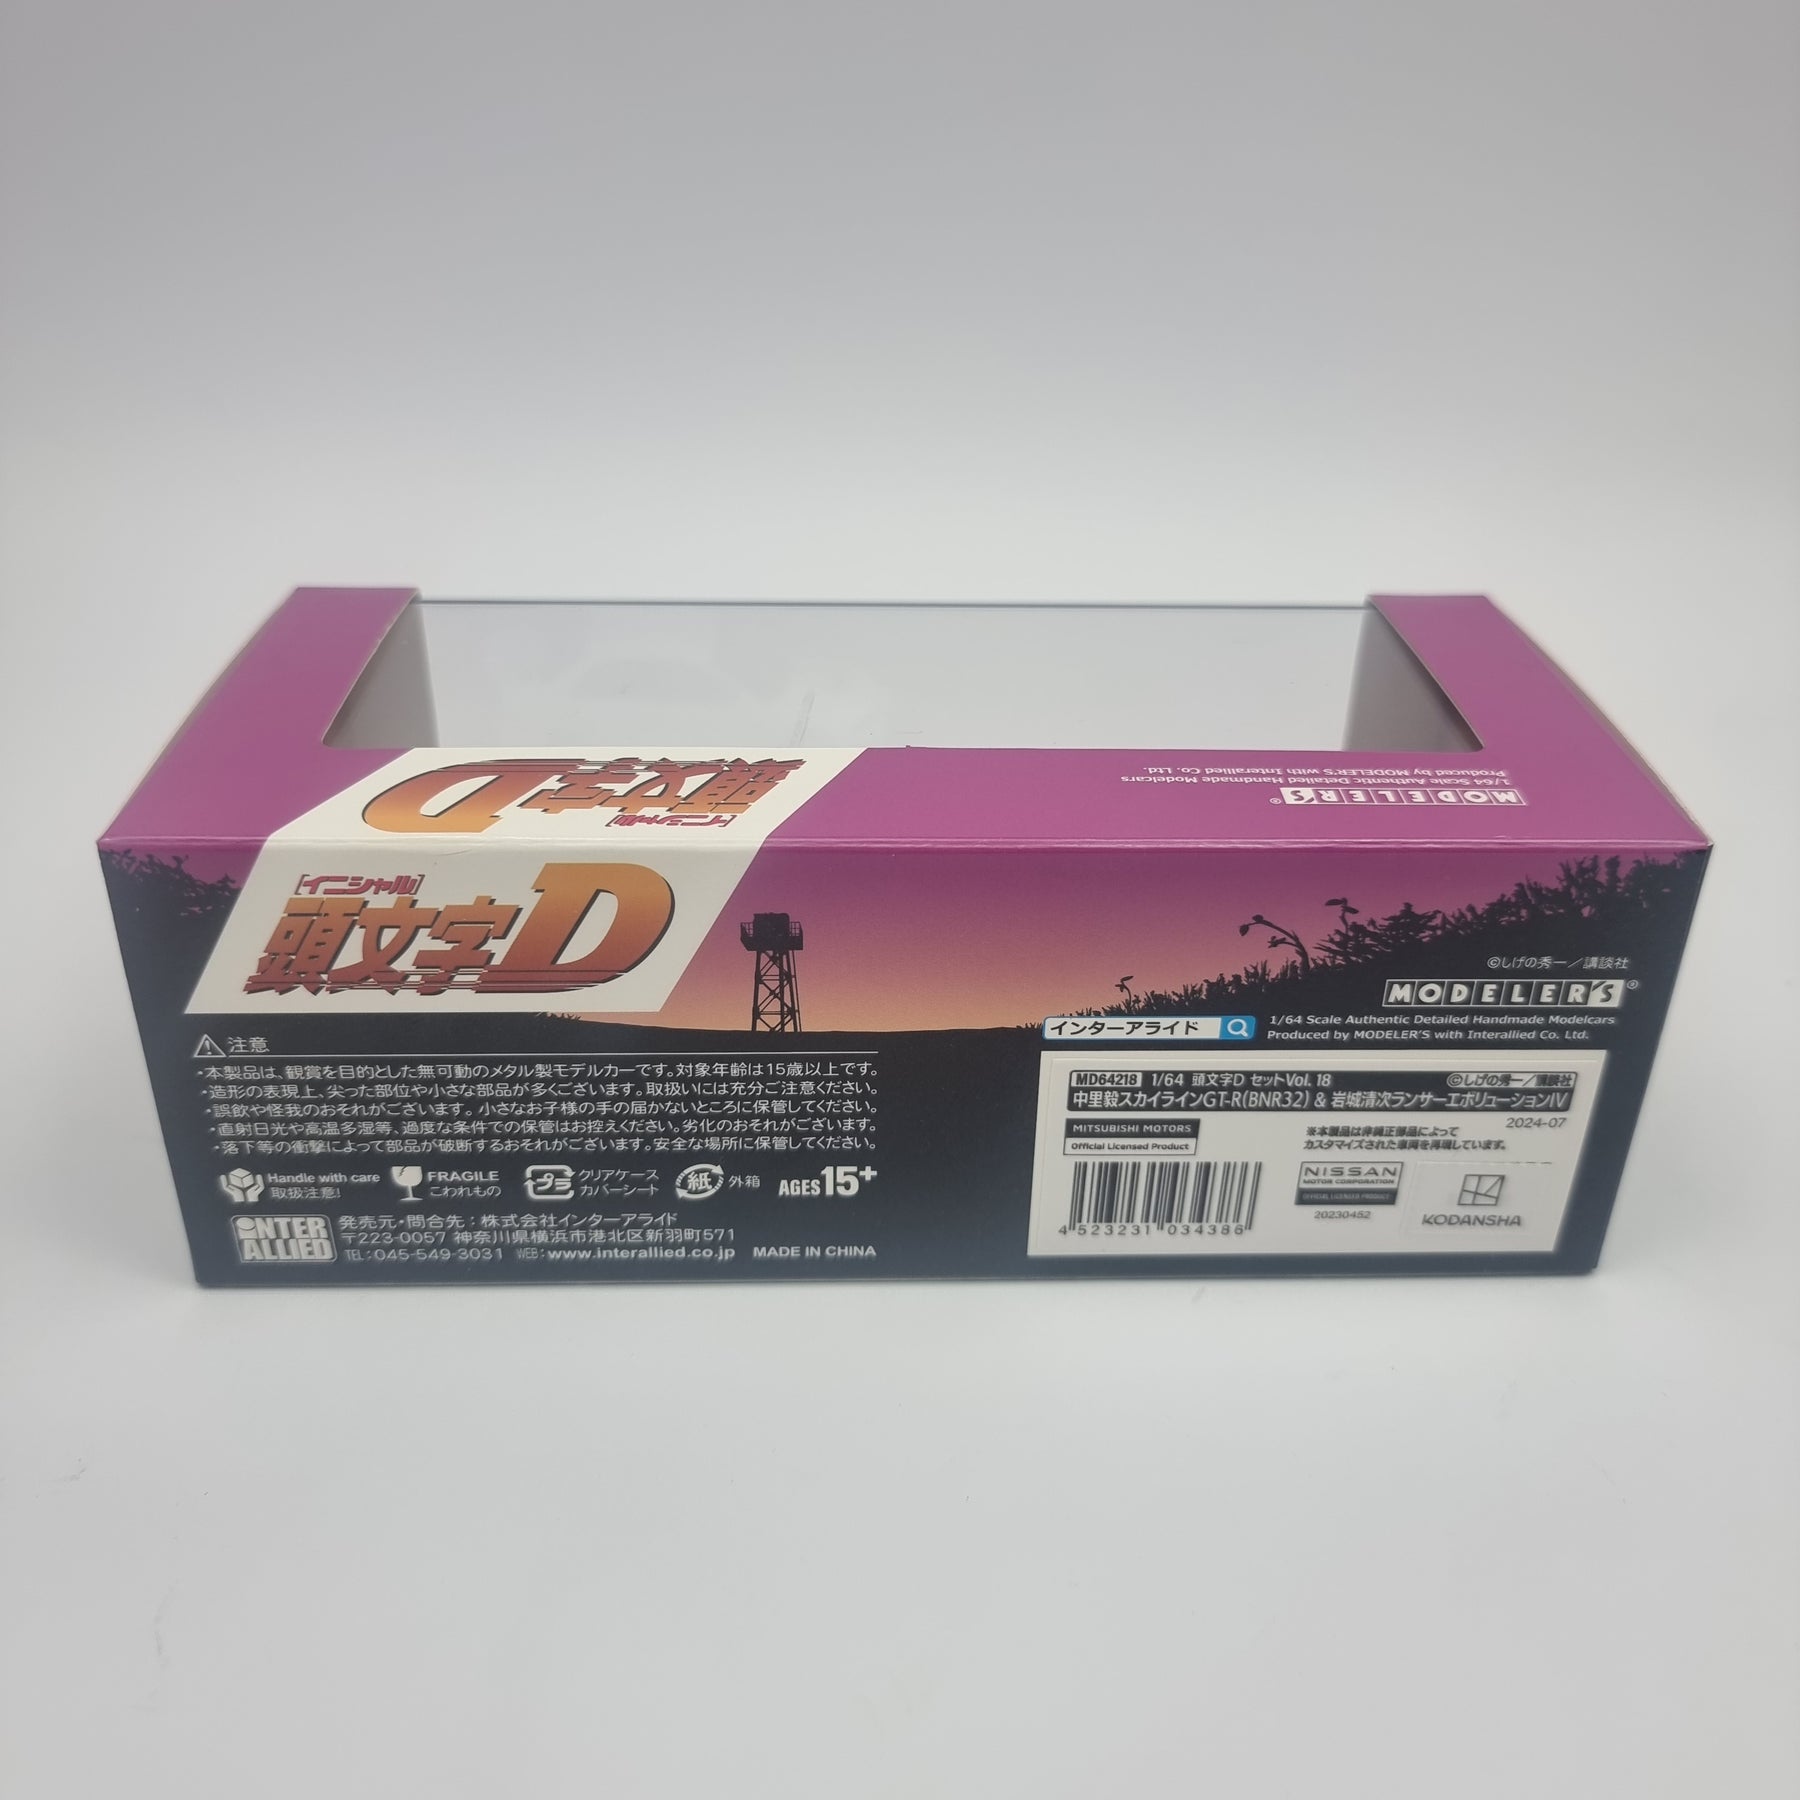 [イニシャル]
頭文字D
1/64 Scale Authentic Detailed Handmade Modelcars
Produced by MODELER'S with Interallied Co. Ltd.
MODELER'S®
[イニシャル]
頭文字D
©しげの秀一／講談社
MODELER'S®
インターアライド
1/64 Scale Authentic Detailed Handmade Modelcars
Produced by MODELER'S with Interallied Co. Ltd.
注意
・本製品は、観賞を目的とした無可動のメタル製モデルカーです。対象年齢は15歳以上です。
・造形の表現上、尖った部位や小さな部品が多くございます。取扱いには充分ご注意ください。
・誤飲や怪我のおそれがございます。小さなお子様の手の届かないところに保管してください。
・直射日光や高温多湿等、過度な条件での保管はお控えください。劣化のおそれがございます。
・落下等の衝撃によって部品が破断するおそれがございます。安全な場所に保管してください。
Handle with care
取扱注意!
FRAGILE
こわれもの
プラ
クリアケース
カバーシート
紙
外箱
AGES15+
INTER
ALLIED
発売元・問合先：株式会社インターアライド
〒223-0057 神奈川県横浜市港北区新羽町571
TEL：045-549-3031 WEB：www.interallied.co.jp MADE IN CHINA
MD64218 1/64 頭文字D セットVol. 18 ©しげの秀一／講談社
中里毅スカイラインGT-R(BNR32) & 岩城清次ランサーエボリューションIV
2024-07
MITSUBISHI MOTORS
Official Licensed Product
※本製品は非純正部品によって
カスタマイズされた車両を再現しています。
4 523231 034386
NISSAN
MOTOR CORPORATION
OFFICIAL LICENSED PRODUCT
20230452
KODANSHA